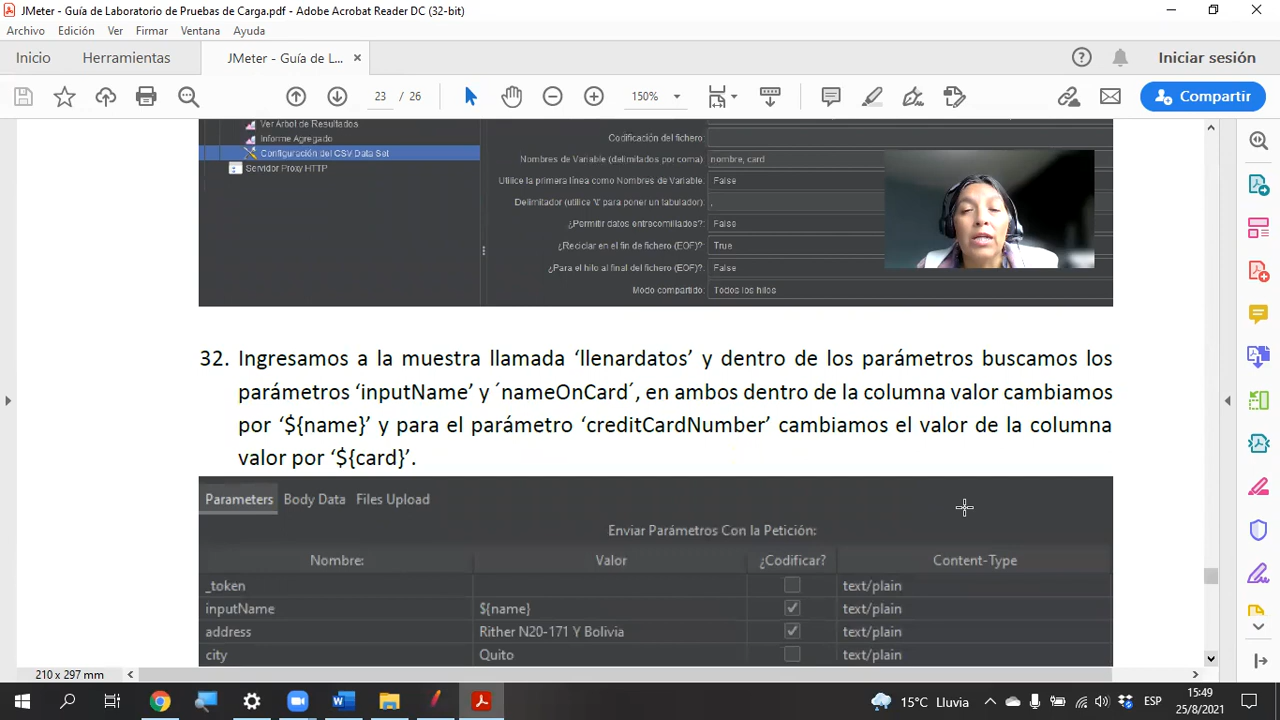 JMeter - Guía de Laboratorio de Pruebas de Carga.pdf - Adobe Acrobat Reader DC (32-bit)
Archivo Edición Ver Firmar Ventana Ayuda
Inicio Herramientas JMeter - Guía de L... × Iniciar sesión
23 / 26 150% Compartir
Ver Árbol de Resultados
Informe Agregado
Configuración del CSV Data Set
Servidor Proxy HTTP
Codificación del fichero:
Nombres de Variable (delimitados por coma): nombre, card
Utilice la primera línea como Nombres de Variable: False
Delimitador (utilice '\t' para poner un tabulador): ,
¿Permitir datos entrecomillados?: False
¿Reciclar en el fin de fichero (EOF)?: True
¿Para el hilo al final del fichero (EOF)?: False
Modo compartido: Todos los hilos
32. Ingresamos a la muestra llamada ‘llenardatos’ y dentro de los parámetros buscamos los
parámetros ‘inputName’ y ´nameOnCard´, en ambos dentro de la columna valor cambiamos
por ‘${name}’ y para el parámetro ‘creditCardNumber’ cambiamos el valor de la columna
valor por ‘${card}’.
Parameters Body Data Files Upload
Enviar Parámetros Con la Petición:
Nombre: Valor ¿Codificar? Content-Type
_token text/plain
inputName ${name} text/plain
address Rither N20-171 Y Bolivia text/plain
city Quito text/plain
210 x 297 mm
15°C Lluvia ESP 15:49
25/8/2021